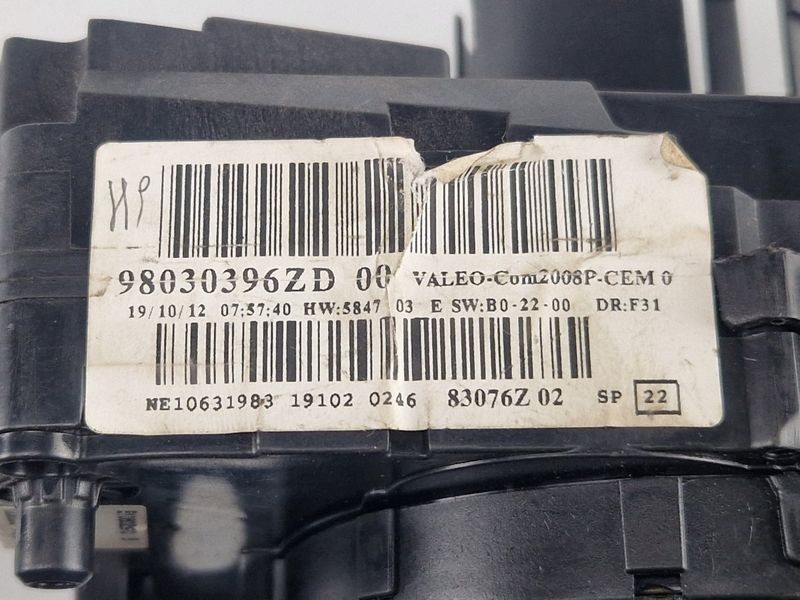 98030396ZD 00 VALEO-Com2008P-CEM 0
19/10/12 07:57:40 HW:5847 03 E SW:B0-22-00 DR:F31
NE10631983 19102 0246 83076Z 02 SP 22